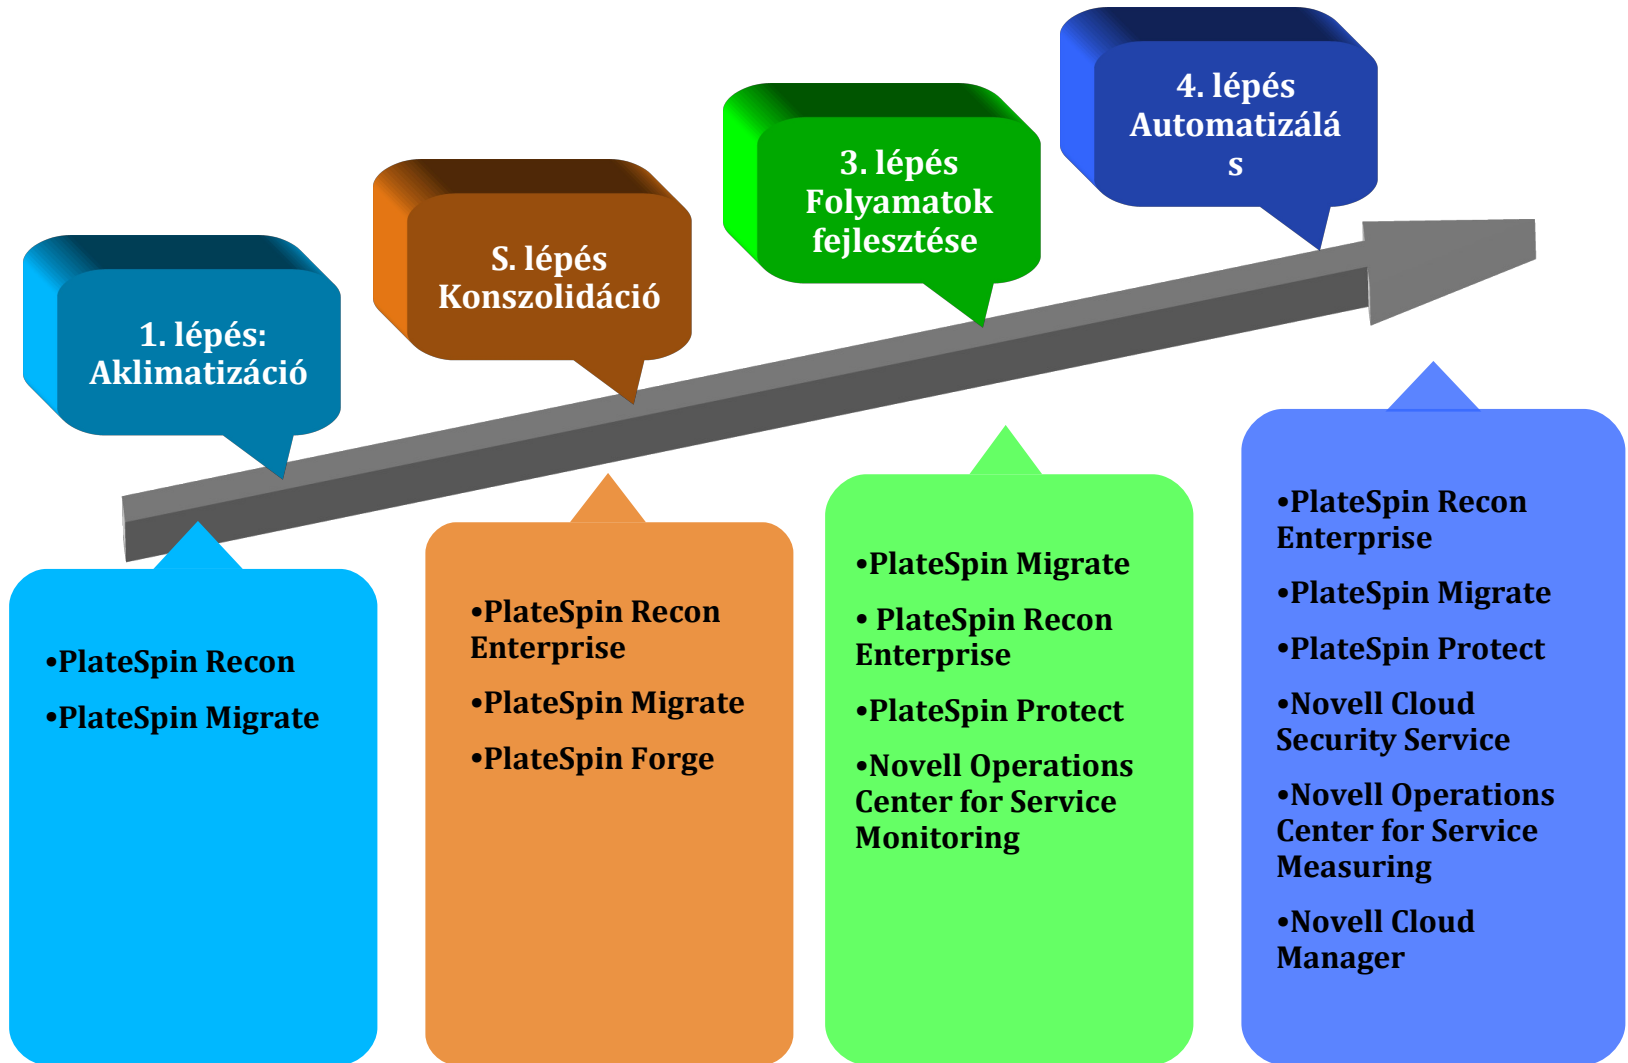 1. lépés:
Aklimatizáció
S. lépés
Konszolidáció
3. lépés
Folyamatok
fejlesztése
4. lépés
Automatizálá
s
•PlateSpin Recon
•PlateSpin Migrate
•PlateSpin Recon
Enterprise
•PlateSpin Migrate
•PlateSpin Forge
•PlateSpin Migrate
• PlateSpin Recon
Enterprise
•PlateSpin Protect
•Novell Operations
Center for Service
Monitoring
•PlateSpin Recon
Enterprise
•PlateSpin Migrate
•PlateSpin Protect
•Novell Cloud
Security Service
•Novell Operations
Center for Service
Measuring
•Novell Cloud
Manager